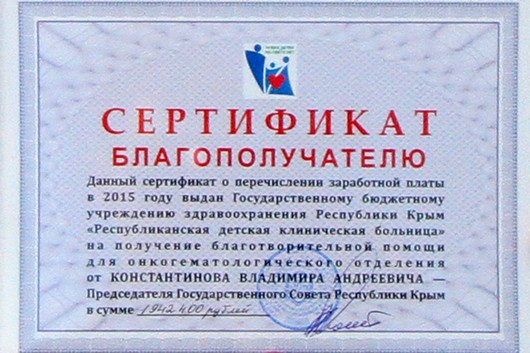 СЕРТИФИКАТ
БЛАГОПОЛУЧАТЕЛЮ
Данный сертификат о перечислении заработной платы
в 2015 году выдан Государственному бюджетному
учреждению здравоохранения Республики Крым
«Республиканская детская клиническая больница»
на получение благотворительной помощи
для онкогематологического отделения
от КОНСТАНТИНОВА ВЛАДИМИРА АНДРЕЕВИЧА —
Председателя Государственного Совета Республики Крым
в сумме 1942400 рублей